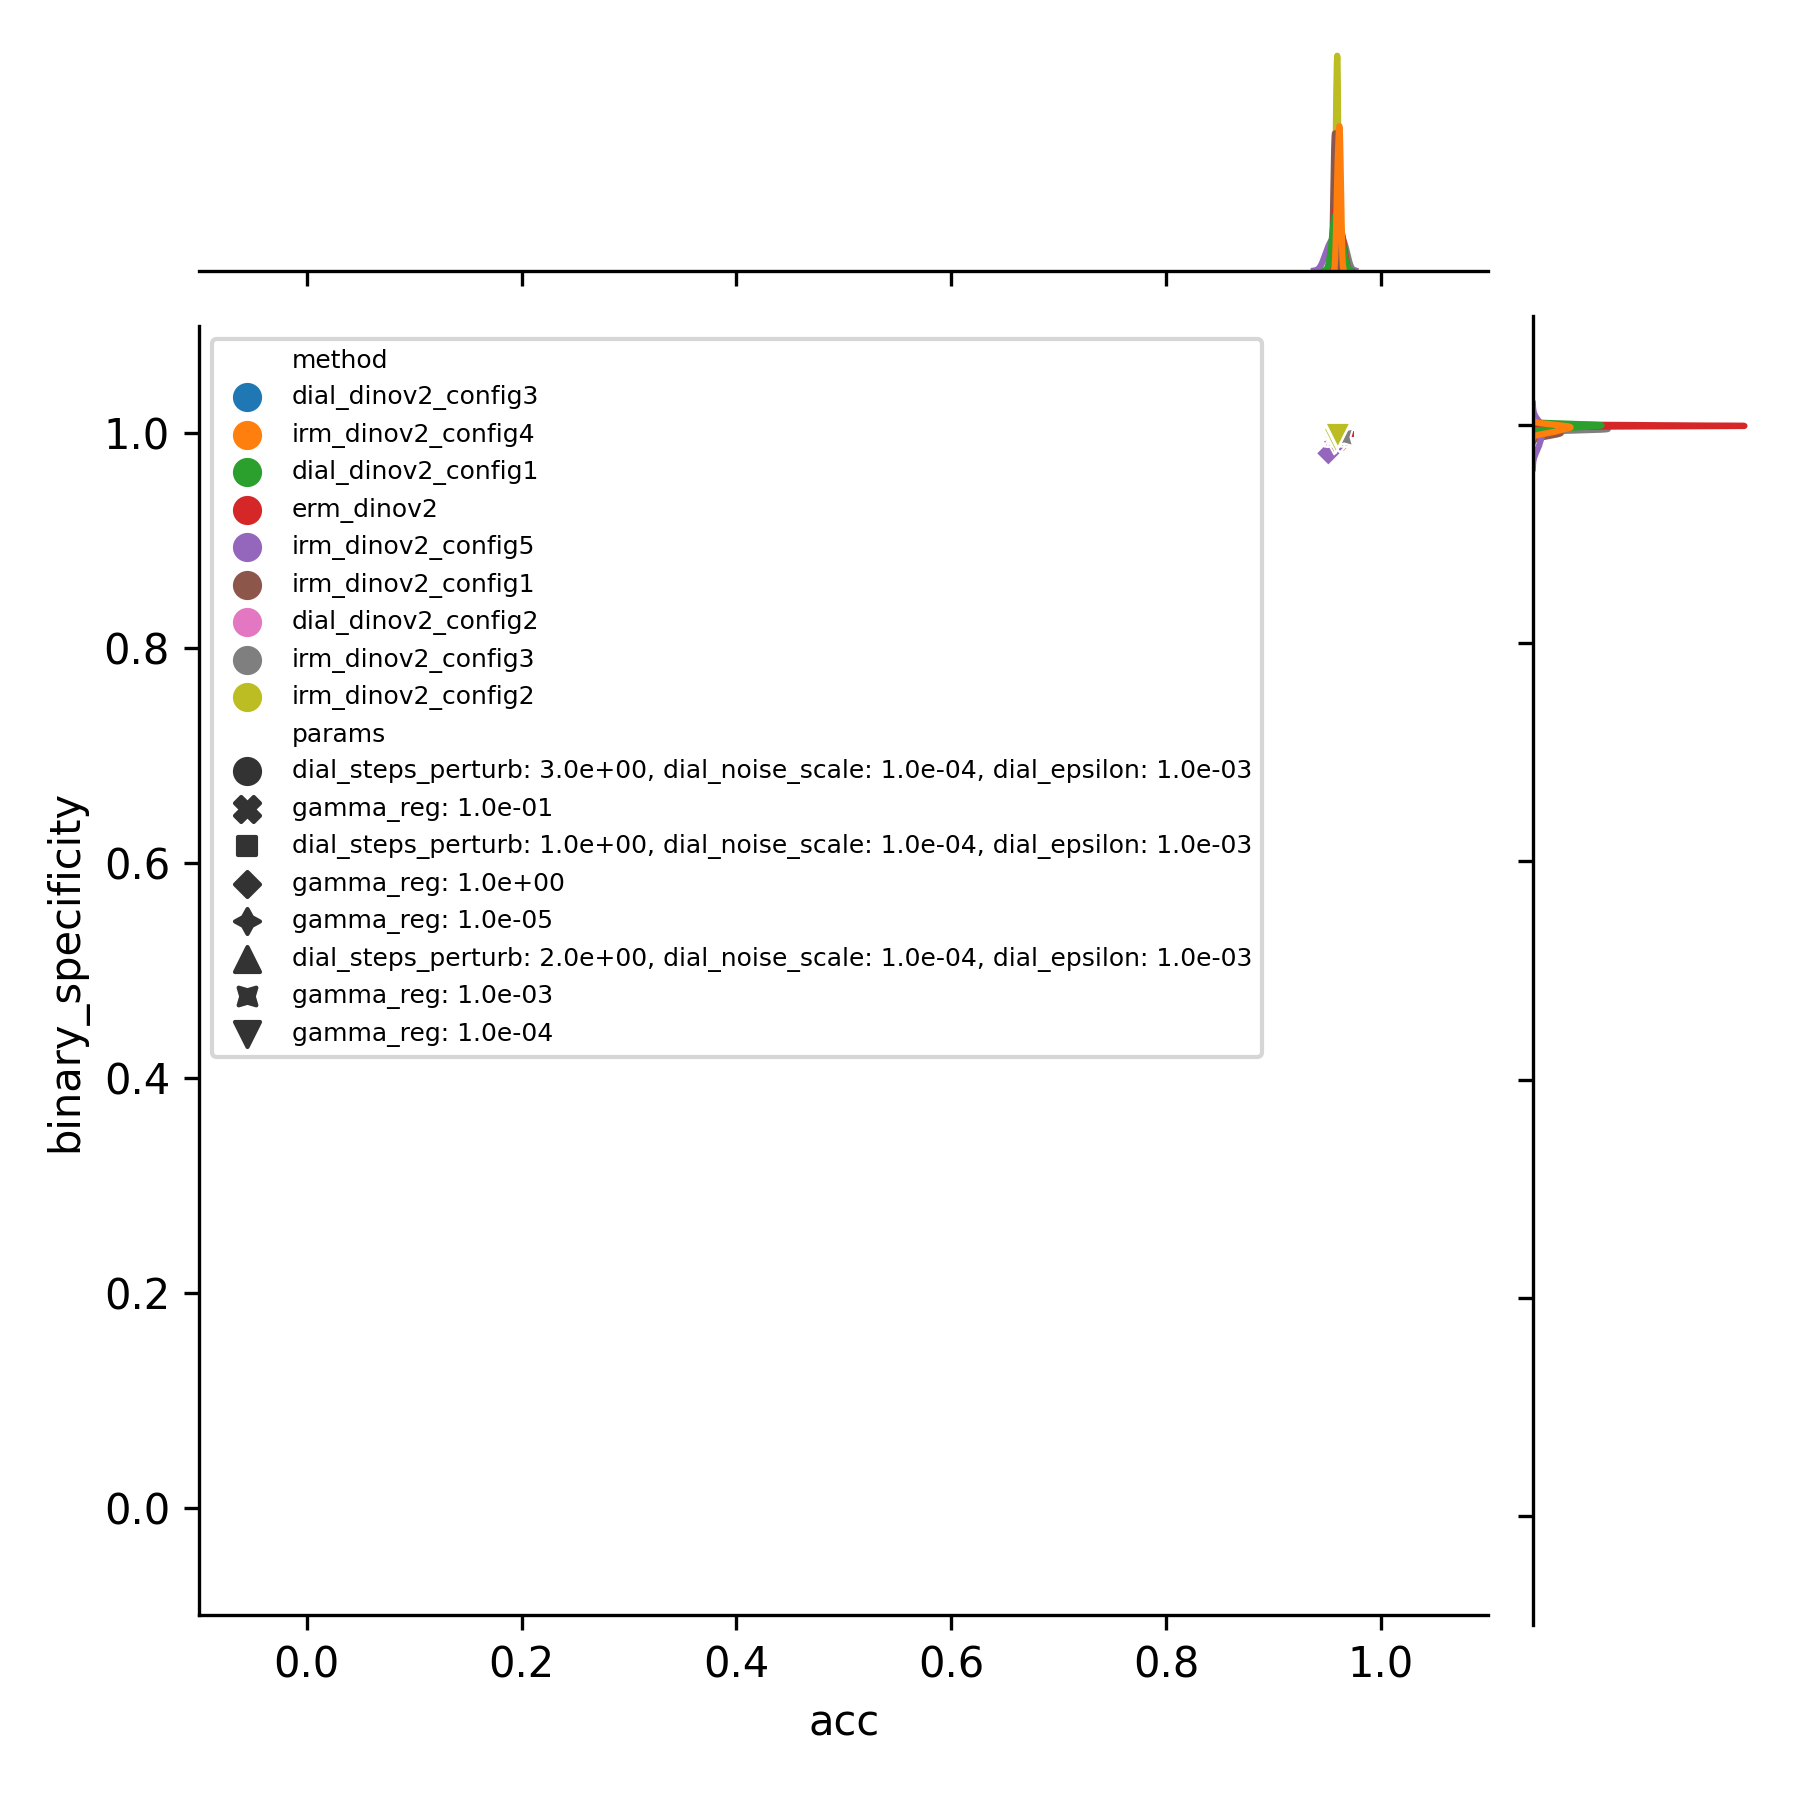 method
dial_dinov2_config3
irm_dinov2_config4
dial_dinov2_config1
erm_dinov2
irm_dinov2_config5
irm_dinov2_config1
dial_dinov2_config2
irm_dinov2_config3
irm_dinov2_config2
params
dial_steps_perturb: 3.0e+00, dial_noise_scale: 1.0e-04, dial_epsilon: 1.0e-03
gamma_reg: 1.0e-01
dial_steps_perturb: 1.0e+00, dial_noise_scale: 1.0e-04, dial_epsilon: 1.0e-03
gamma_reg: 1.0e+00
gamma_reg: 1.0e-05
dial_steps_perturb: 2.0e+00, dial_noise_scale: 1.0e-04, dial_epsilon: 1.0e-03
gamma_reg: 1.0e-03
gamma_reg: 1.0e-04
binary_specificity
1.0
0.8
0.6
0.4
0.2
0.0
0.0 0.2 0.4 0.6 0.8 1.0
acc